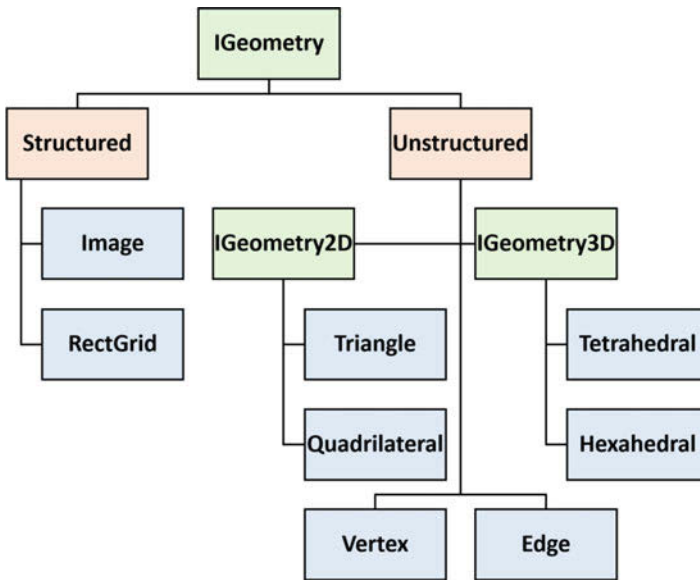 IGeometry
Structured
Unstructured
Image
IGeometry2D
IGeometry3D
RectGrid
Triangle
Tetrahedral
Quadrilateral
Hexahedral
Vertex
Edge